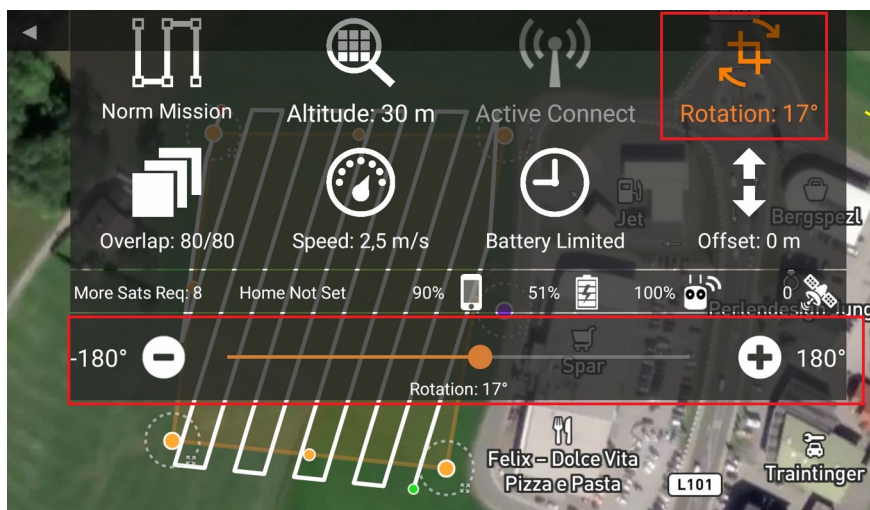 Norm Mission
Altitude: 30 m
Active Connect
Rotation: 17°
Overlap: 80/80
Speed: 2,5 m/s
Battery Limited
Offset: 0 m
Jet
Bergspezl
More Sats Req: 8
Home Not Set
90%
51%
100%
0
Perlendesign Jung
-180°
180°
Spar
Rotation: 17°
Felix – Dolce Vita
Pizza e Pasta
L101
Traintinger